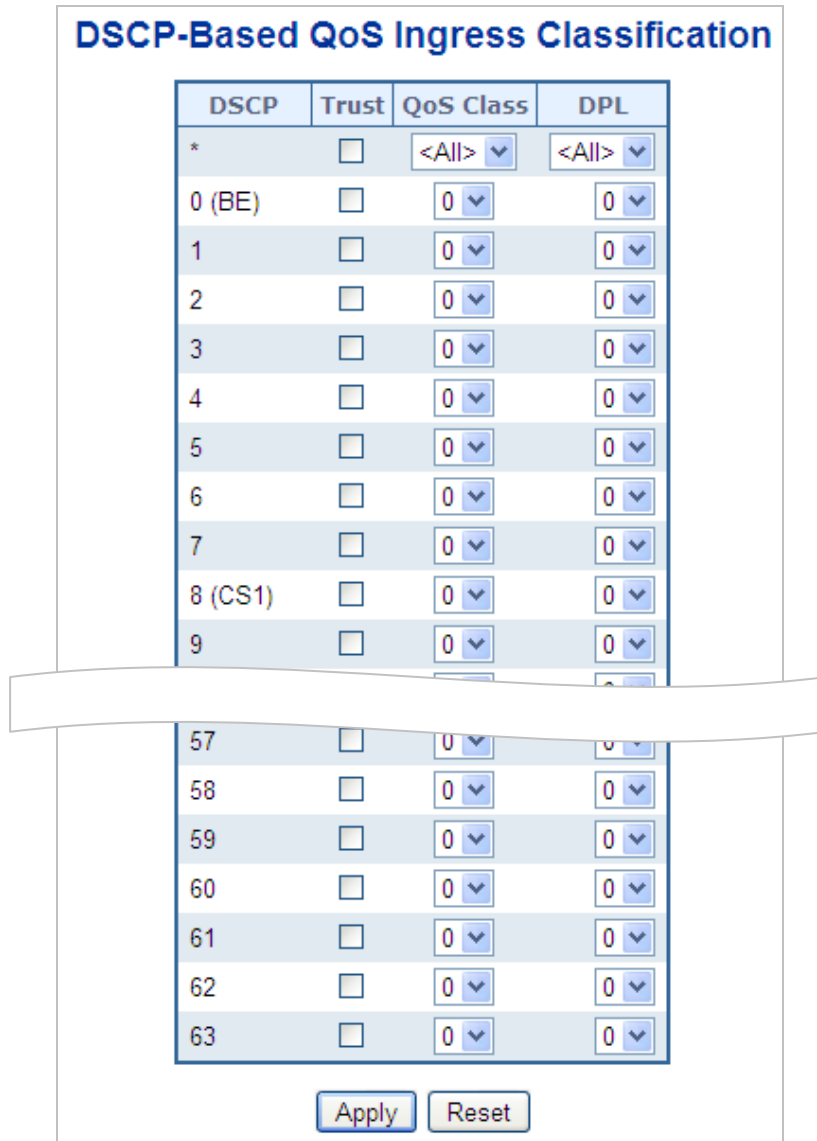 DSCP-Based QoS Ingress Classification
DSCP Trust QoS Class DPL
* <All> <All>
0 (BE) 0 0
1 0 0
2 0 0
3 0 0
4 0 0
5 0 0
6 0 0
7 0 0
8 (CS1) 0 0
9 0 0
57 0 0
58 0 0
59 0 0
60 0 0
61 0 0
62 0 0
63 0 0
Apply Reset